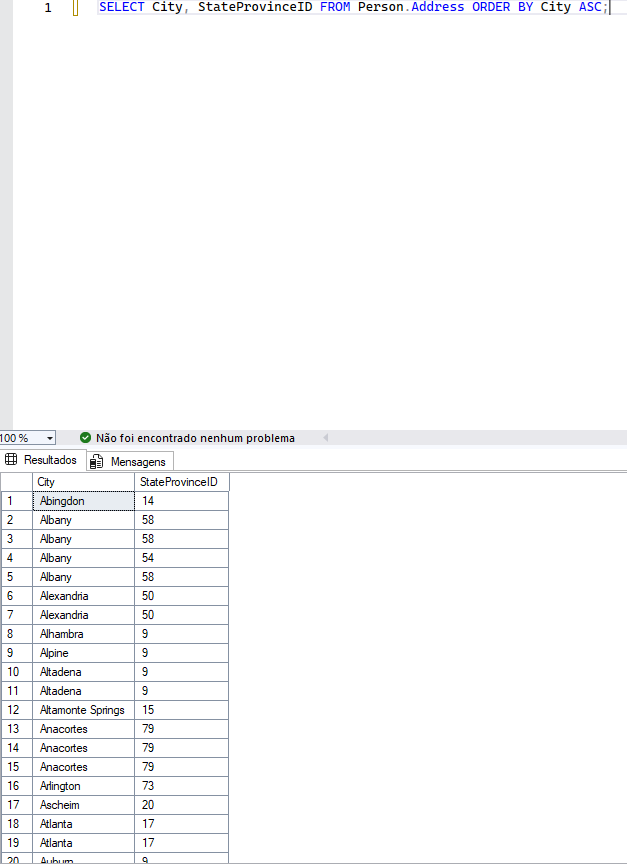 1 SELECT City, StateProvinceID FROM Person.Address ORDER BY City ASC;
100 % Não foi encontrado nenhum problema
Resultados Mensagens
City StateProvinceID
1 Abingdon 14
2 Albany 58
3 Albany 58
4 Albany 54
5 Albany 58
6 Alexandria 50
7 Alexandria 50
8 Alhambra 9
9 Alpine 9
10 Altadena 9
11 Altadena 9
12 Altamonte Springs 15
13 Anacortes 79
14 Anacortes 79
15 Anacortes 79
16 Arlington 73
17 Ascheim 20
18 Atlanta 17
19 Atlanta 17
20 Auburn 9